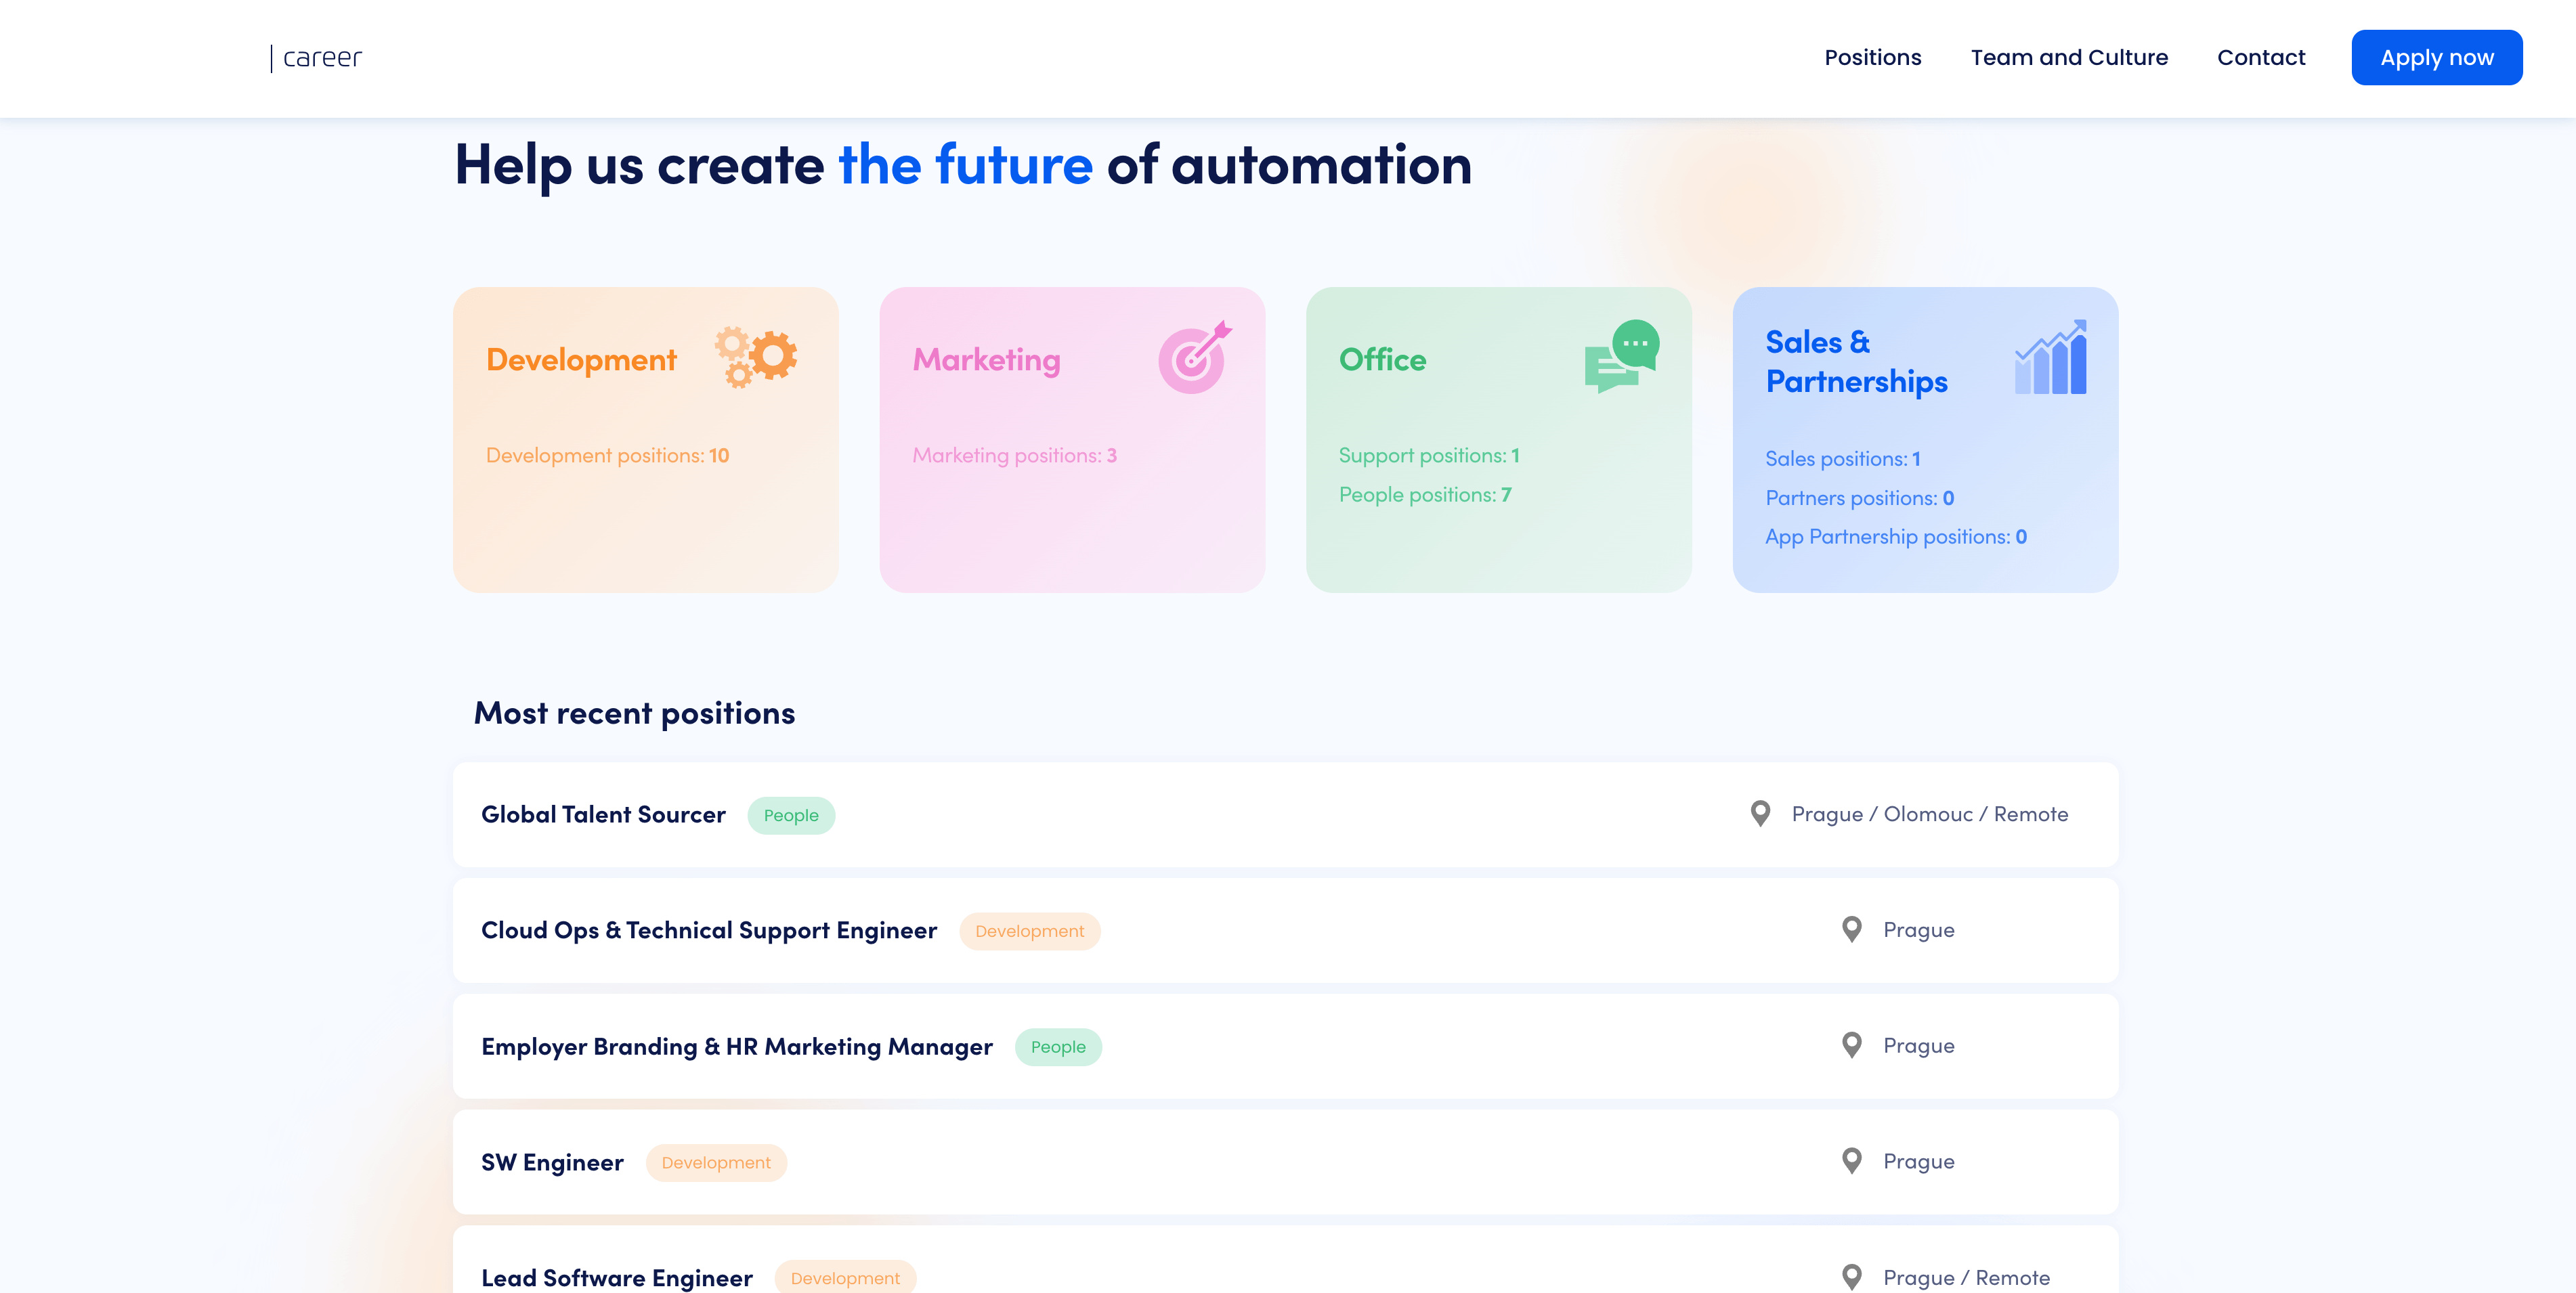 | career
Positions
Team and Culture
Contact
Apply now
Help us create the future of automation
Development
Development positions: 10
Marketing
Marketing positions: 3
Office
Support positions: 1
People positions: 7
Sales &
Partnerships
Sales positions: 1
Partners positions: 0
App Partnership positions: 0
Most recent positions
Global Talent Sourcer People Prague / Olomouc / Remote
Cloud Ops & Technical Support Engineer Development Prague
Employer Branding & HR Marketing Manager People Prague
SW Engineer Development Prague
Lead Software Engineer Development Prague / Remote